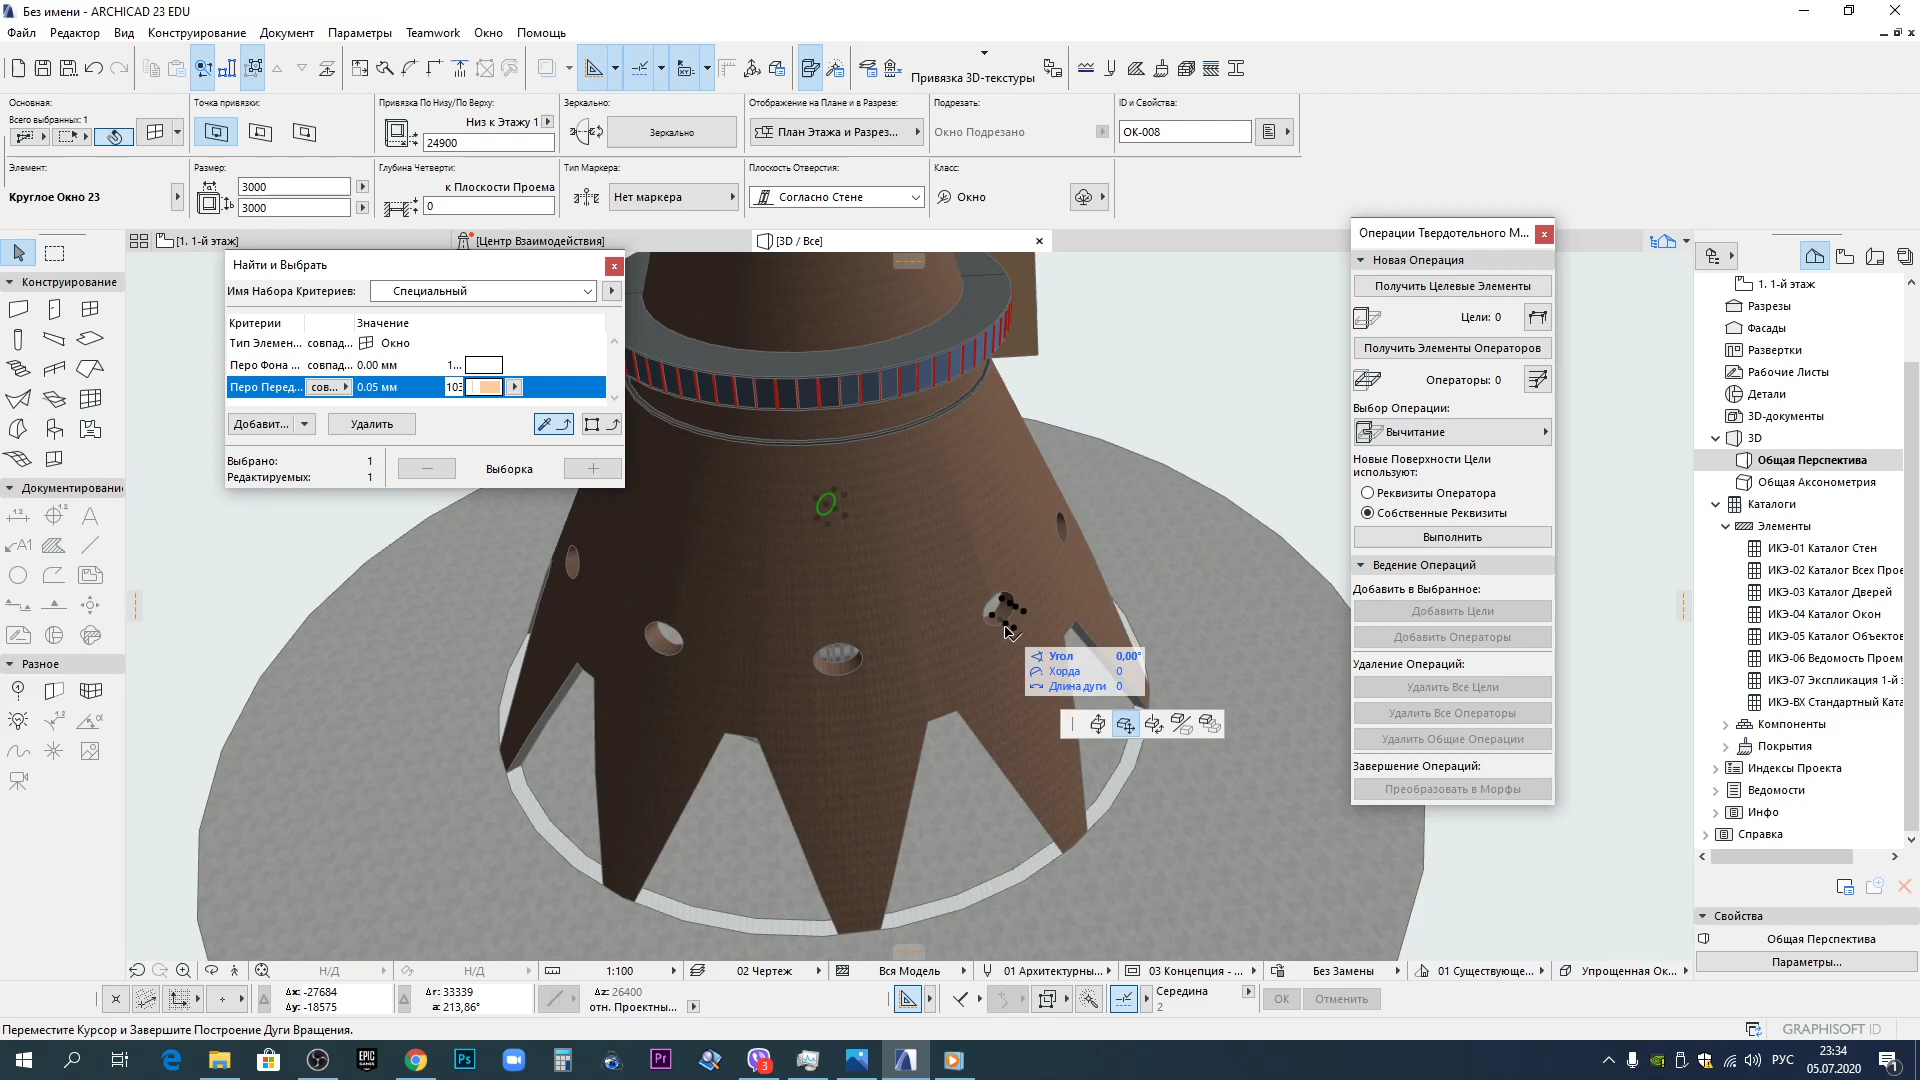 Без имени - ARCHICAD 23 EDU
Файл Редактор Вид Конструирование Документ Параметры Teamwork Окно Помощь
Привязка 3D-текстуры
Основная:
Всего выбранных: 1
Точка привязки:
Привязка По Низу/По Верху:
Низ к Этажу 1
24900
Зеркально:
Зеркально
Отображение на Плане и в Разрезе:
План Этажа и Разрез...
Подрезать:
Окно Подрезано
ID и Свойства:
ОК-008
Элемент:
Круглое Окно 23
Размер:
3000
3000
Глубина Четверти:
к Плоскости Проема
0
Тип Маркера:
Нет маркера
Плоскость Отверстия:
Согласно Стене
Класс:
Окно
[1. 1-й этаж]
[Центр Взаимодействия]
[3D / Все]
Конструирование
Документирование
Разное
Найти и Выбрать
Имя Набора Критериев:
Специальный
Критерии Значение
Тип Элемен... совпад... Окно
Перо Фона ... совпад... 0.00 мм 1...
Перо Перед... сов... 0.05 мм 103
Добавит...
Удалить
Выбрано: 1
Редактируемых: 1
Выборка
Угол 0,00°
Хорда 0
Длина дуги 0
Операции Твердотельного М...
Новая Операция
Получить Целевые Элементы
Цели: 0
Получить Элементы Операторов
Операторы: 0
Выбор Операции:
Вычитание
Новые Поверхности Цели
используют:
Реквизиты Оператора
Собственные Реквизиты
Выполнить
Ведение Операций
Добавить в Выбранное:
Добавить Цели
Добавить Операторы
Удаление Операций:
Удалить Все Цели
Удалить Все Операторы
Удалить Общие Операции
Завершение Операций:
Преобразовать в Морфы
1. 1-й этаж
Разрезы
Фасады
Развертки
Рабочие Листы
Детали
3D-документы
3D
Общая Перспектива
Общая Аксонометрия
Каталоги
Элементы
ИКЭ-01 Каталог Стен
ИКЭ-02 Каталог Всех Прое
ИКЭ-03 Каталог Дверей
ИКЭ-04 Каталог Окон
ИКЭ-05 Каталог Объектов
ИКЭ-06 Ведомость Проем
ИКЭ-07 Экспликация 1-й э
ИКЭ-ВХ Стандартный Ката
Компоненты
Покрытия
Индексы Проекта
Ведомости
Инфо
Справка
Свойства
Общая Перспектива
Параметры...
Н/Д
Н/Д
1:100
02 Чертеж
Вся Модель
01 Архитектурны...
03 Концепция - ...
Без Замены
01 Существующе...
Упрощенная Ок...
Δx: -27684
Δy: -18575
Δr: 33339
a: 213,86°
Δz: 26400
отн. Проектны...
Середина
2
ОК
Отменить
Переместите Курсор и Завершите Построение Дуги Вращения.
GRAPHISOFT ID
EPIC GAMES
Ps
Pr
3
РУС
23:34
05.07.2020
1